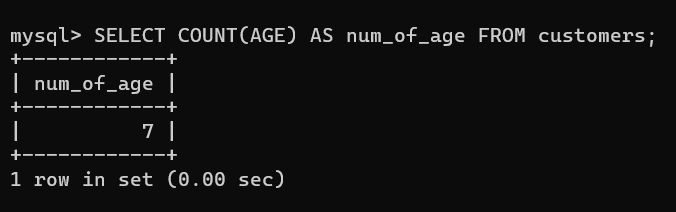 mysql> SELECT COUNT(AGE) AS num_of_age FROM customers;
+------------+
| num_of_age |
+------------+
|          7 |
+------------+
1 row in set (0.00 sec)